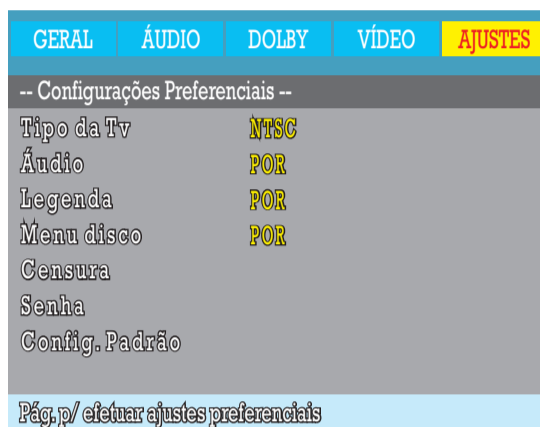 GERAL ÁUDIO DOLBY VÍDEO AJUSTES
-- Configurações Preferenciais --
Tipo da Tv NTSC
Áudio POR
Legenda POR
Menu disco POR
Censura
Senha
Config. Padrão
Pág. p/ efetuar ajustes preferenciais